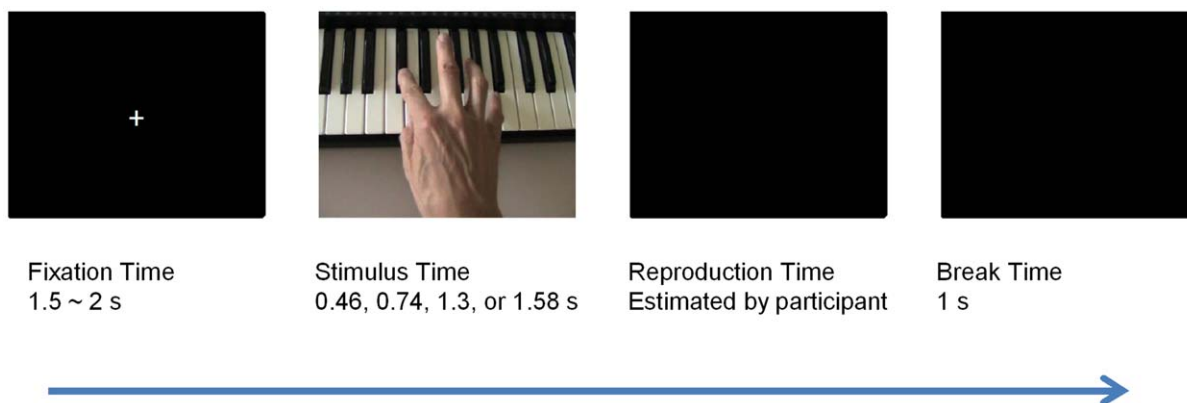 Fixation Time
1.5 ~ 2 s
Stimulus Time
0.46, 0.74, 1.3, or 1.58 s
Reproduction Time
Estimated by participant
Break Time
1 s